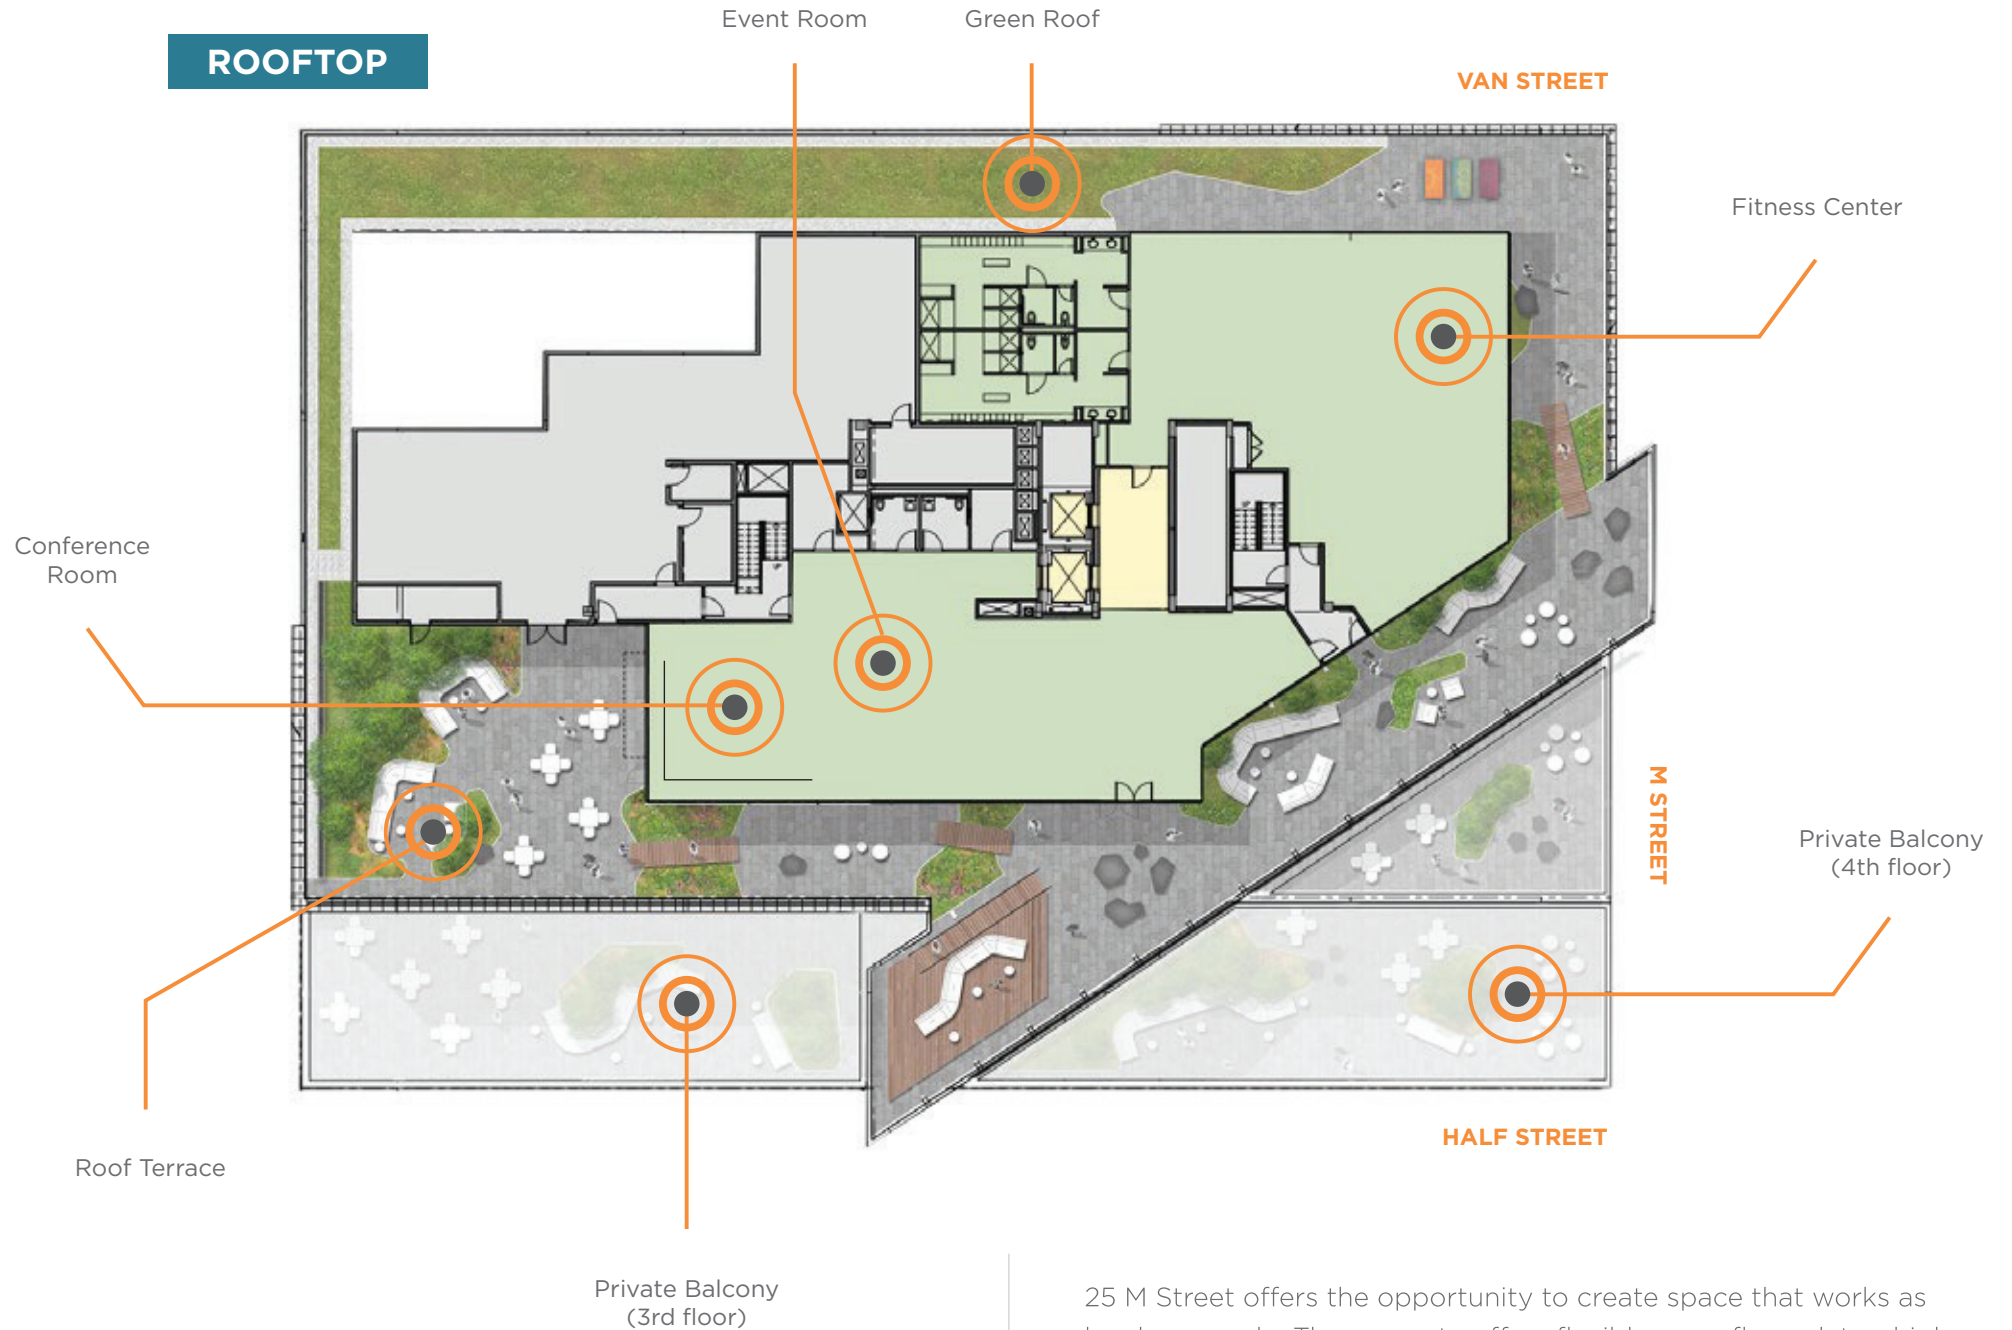 Event Room
Green Roof
ROOFTOP
VAN STREET
Fitness Center
Conference
Room
M STREET
Private Balcony
(4th floor)
HALF STREET
Roof Terrace
Private Balcony
(3rd floor)
25 M Street offers the opportunity to create space that works as